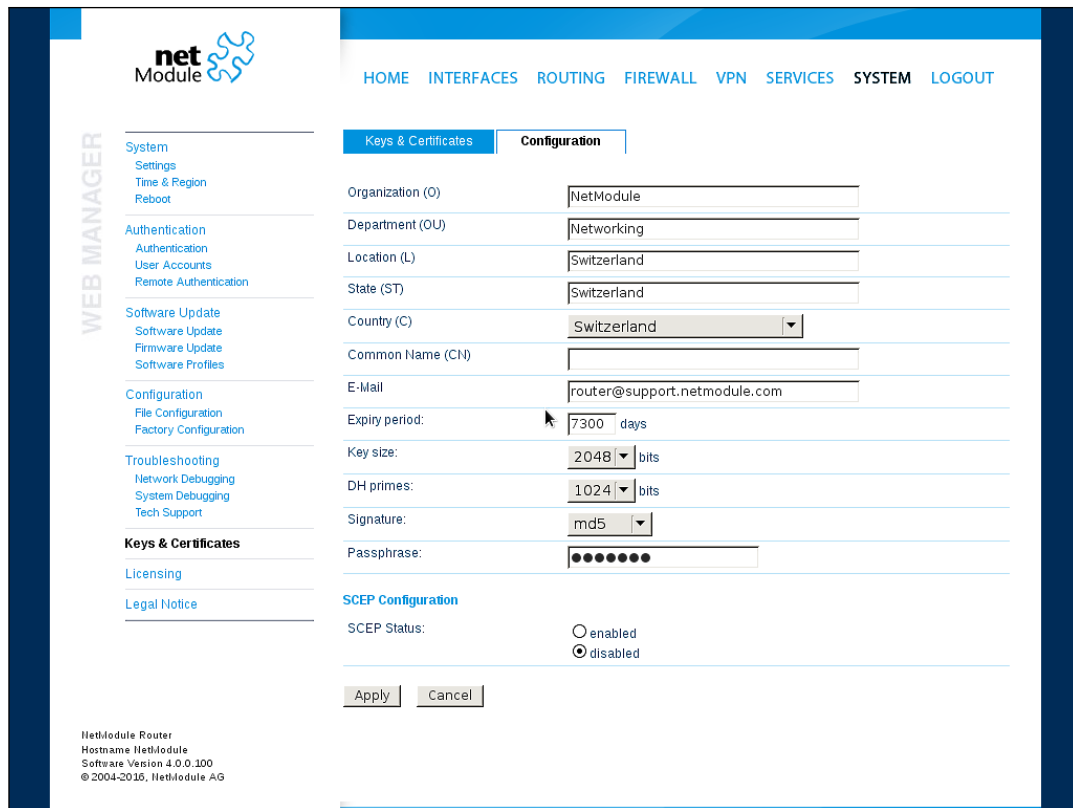 net
Module
HOME INTERFACES ROUTING FIREWALL VPN SERVICES SYSTEM LOGOUT
WEB MANAGER
System
Settings
Time & Region
Reboot
Authentication
Authentication
User Accounts
Remote Authentication
Software Update
Software Update
Firmware Update
Software Profiles
Configuration
File Configuration
Factory Configuration
Troubleshooting
Network Debugging
System Debugging
Tech Support
Keys & Certificates
Licensing
Legal Notice
Keys & Certificates Configuration
Organization (O) NetModule
Department (OU) Networking
Location (L) Switzerland
State (ST) Switzerland
Country (C) Switzerland
Common Name (CN)
E-Mail router@support.netmodule.com
Expiry period: 7300 days
Key size: 2048 bits
DH primes: 1024 bits
Signature: md5
Passphrase: ●●●●●●●
SCEP Configuration
SCEP Status: enabled
disabled
Apply Cancel
NetModule Router
Hostname NetModule
Software Version 4.0.0.100
© 2004-2016, NetModule AG